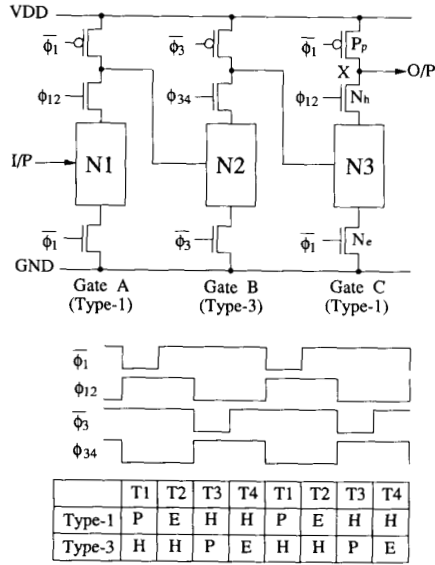 VDD
φ̅₁ φ̅₃ φ̅₁ Pₚ
X O/P
φ₁₂ φ₃₄ φ₁₂ Nₕ
I/P N1 N2 N3
φ̅₁ φ̅₃ φ̅₁ Nₑ
GND
Gate A Gate B Gate C
(Type-1) (Type-3) (Type-1)
φ̅₁
φ₁₂
φ̅₃
φ₃₄
T1 T2 T3 T4 T1 T2 T3 T4
Type-1 P E H H P E H H
Type-3 H H P E H H P E